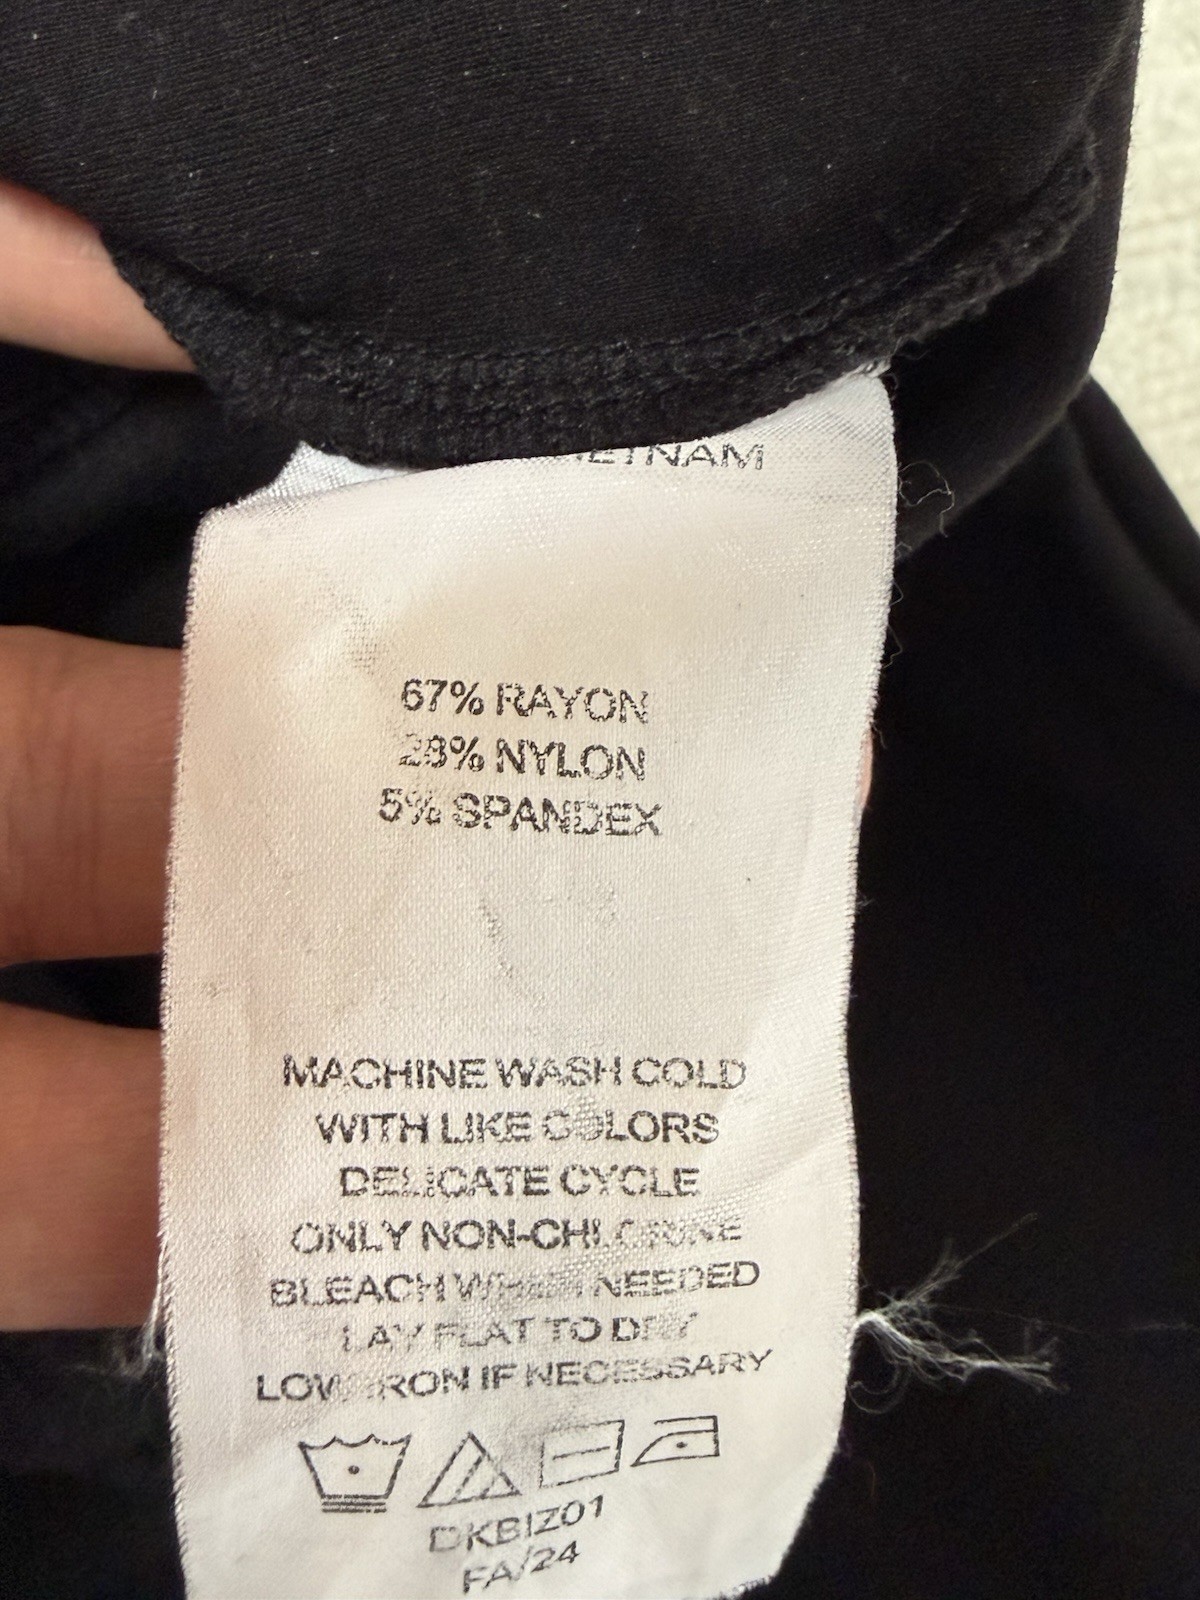 67% RAYON
28% NYLON
5% SPANDEX
MACHINE WASH COLD
WITH LIKE COLORS
DELICATE CYCLE
ONLY NON-CHLORINE
BLEACH WHEN NEEDED
LAY FLAT TO DRY
LOW IRON IF NECESSARY
DKBIZ01
FA/24